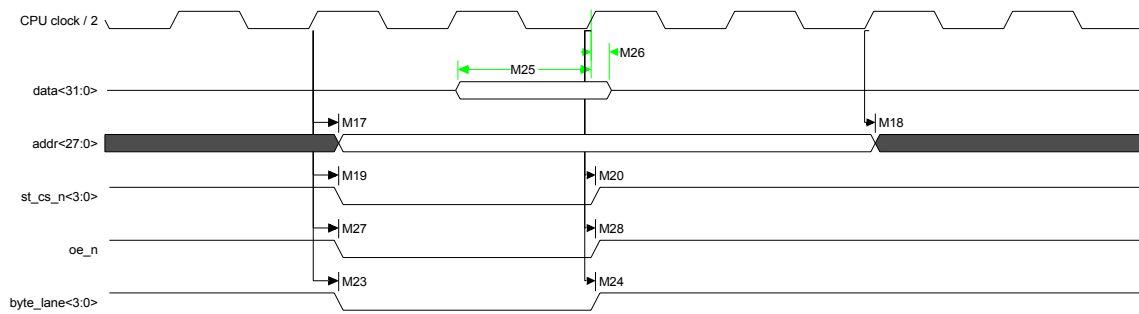 CPU clock / 2
M26
M25
data<31:0>
M17 M18
addr<27:0>
M19 M20
st_cs_n<3:0>
M27 M28
oe_n
M23 M24
byte_lane<3:0>